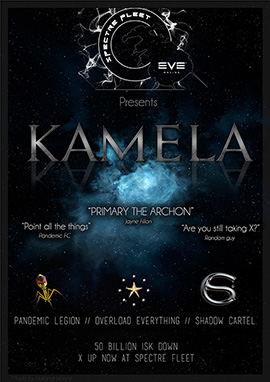 SPECTRE FLEET
EVE
ONLINE
Presents
KAMELA
"PRIMARY THE ARCHON"
Jayne Fillon
"Point all the things"
Pandemic FC
"Are you still taking X?"
Random guy
PANDEMIC LEGION // OVERLOAD EVERYTHING // SHADOW CARTEL
50 BILLION ISK DOWN
X UP NOW AT SPECTRE FLEET